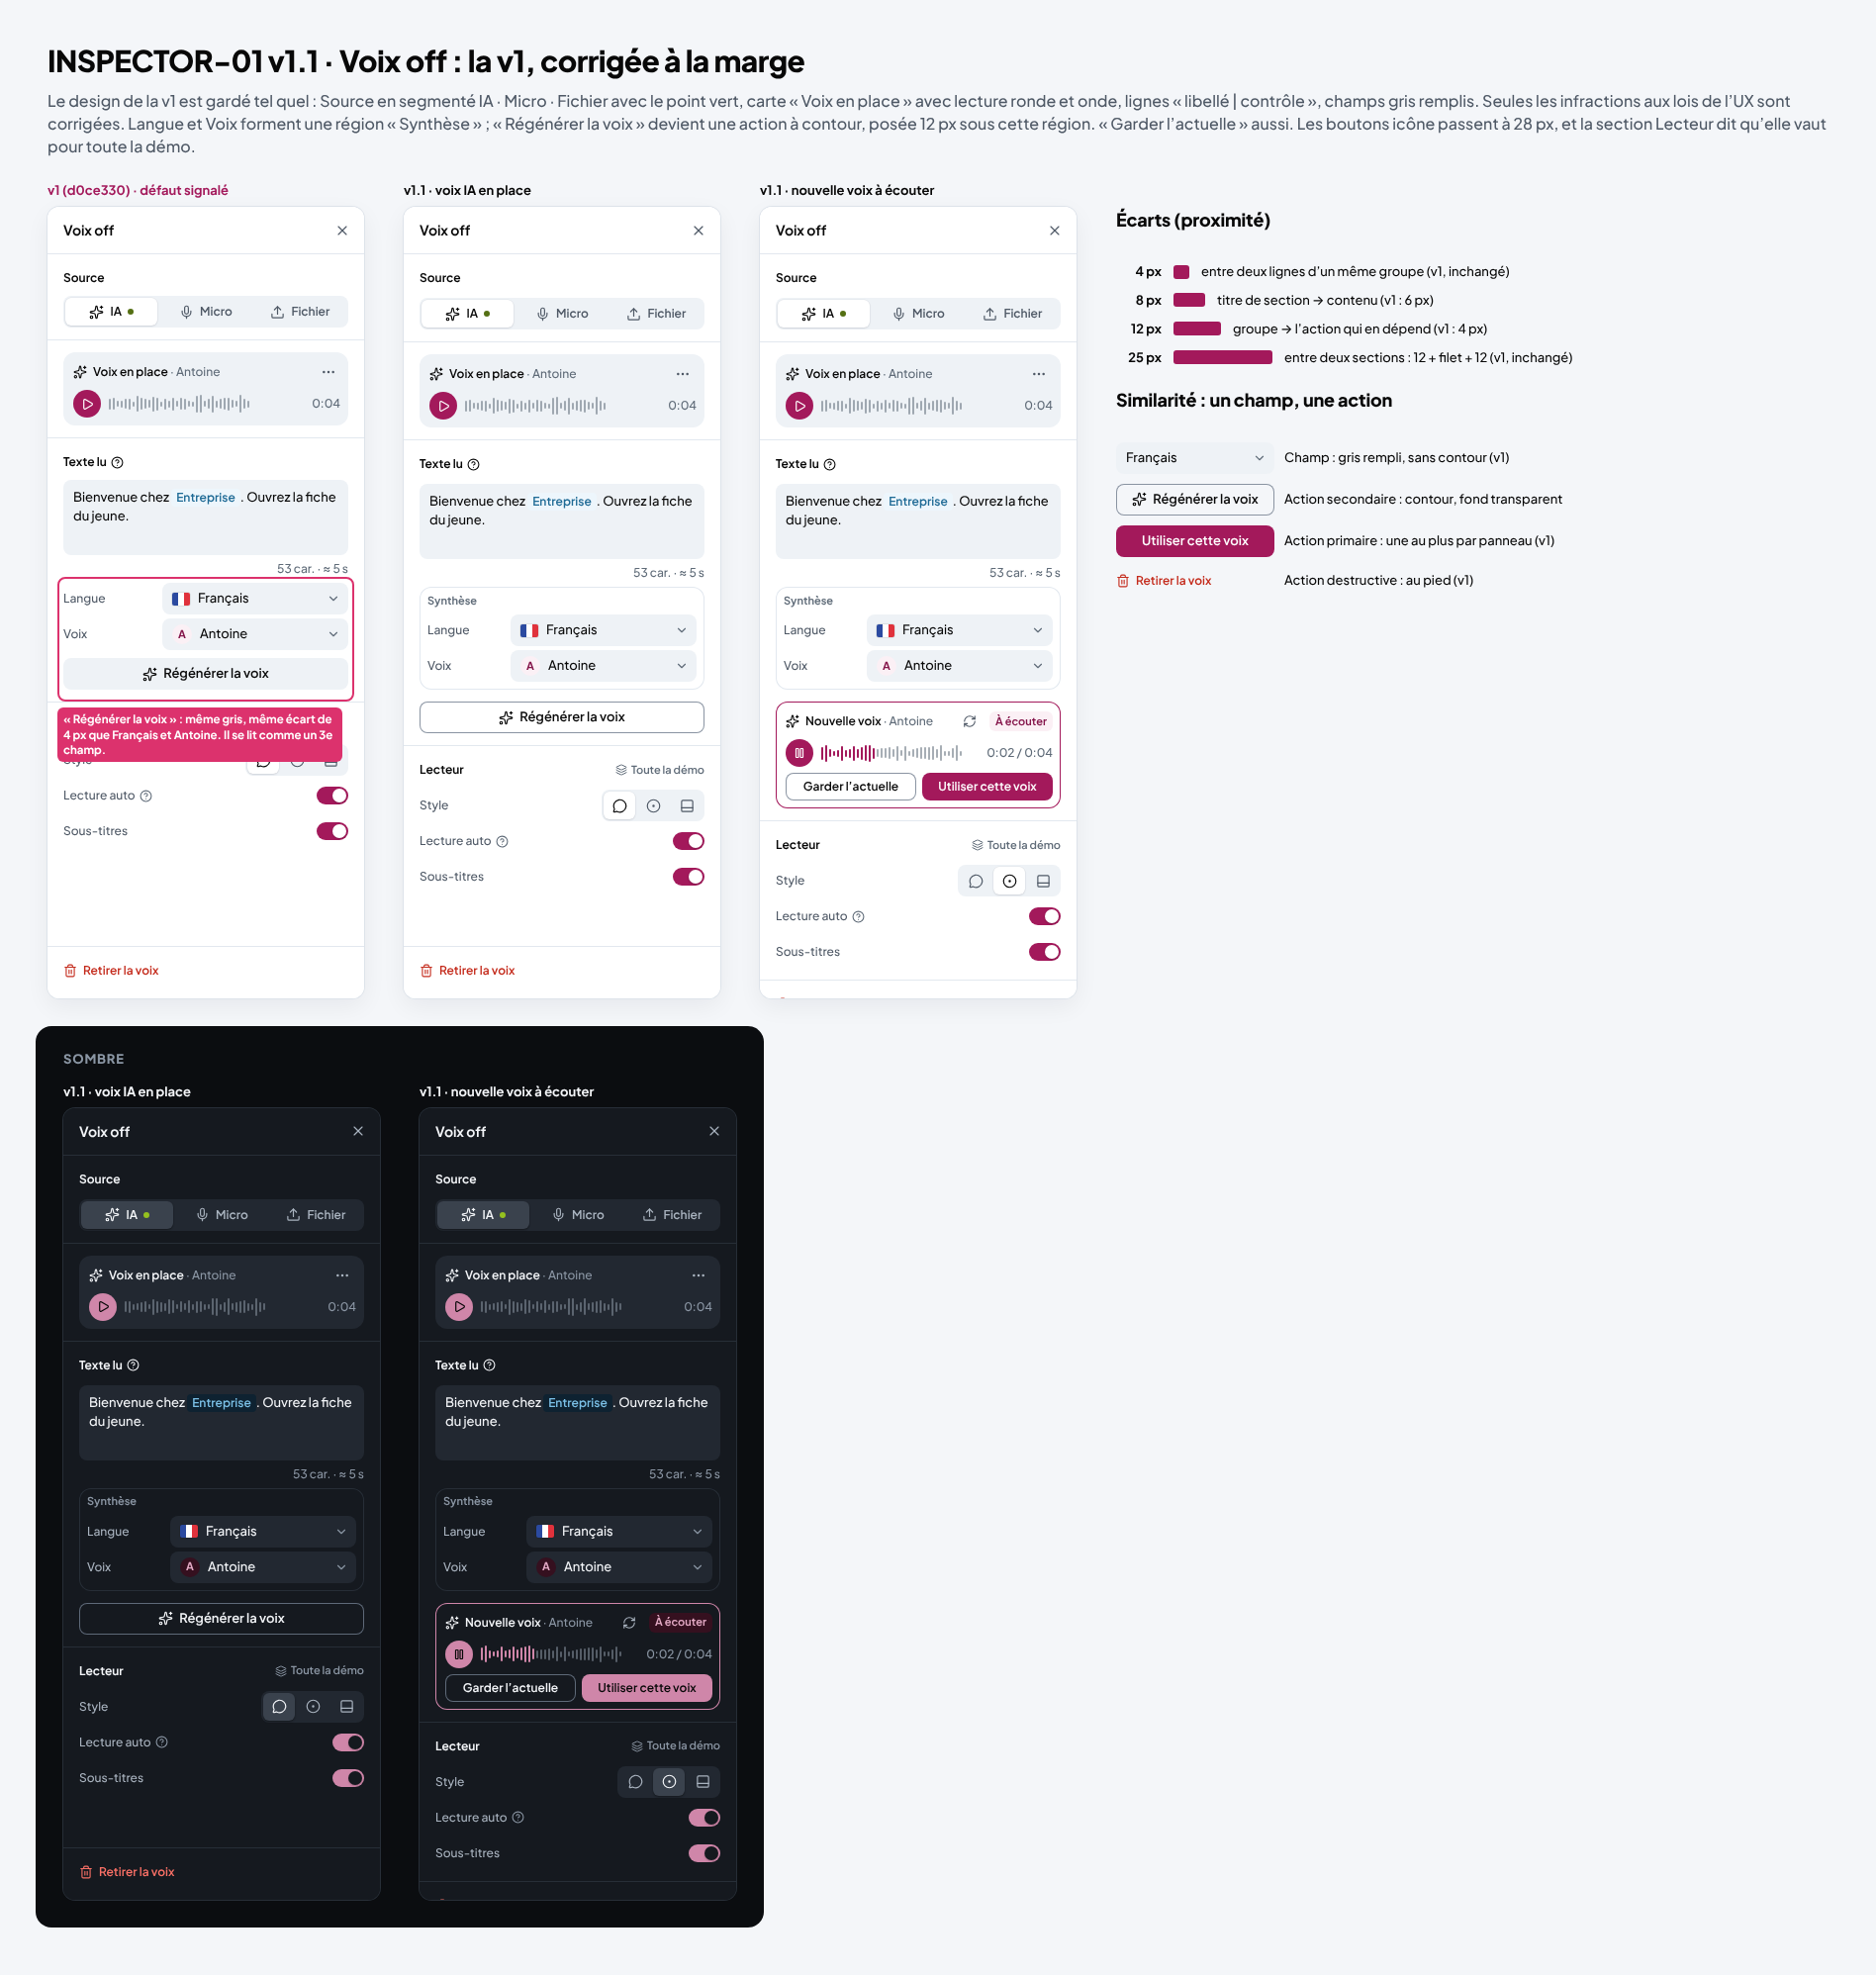 INSPECTOR-01 v1.1 · Voix off : la v1, corrigée à la marge
Le design de la v1 est gardé tel quel : Source en segmenté IA · Micro · Fichier avec le point vert, carte « Voix en place » avec lecture ronde et onde, lignes « libellé | contrôle », champs gris remplis. Seules les infractions aux lois de l’UX sont
corrigées. Langue et Voix forment une région « Synthèse » ; « Régénérer la voix » devient une action à contour, posée 12 px sous cette région. « Garder l’actuelle » aussi. Les boutons icône passent à 28 px, et la section Lecteur dit qu’elle vaut
pour toute la démo.
v1 (d0ce330) · défaut signalé
Voix off
Source
IA
Micro
Fichier
Voix en place · Antoine
0:04
Texte lu
Bienvenue chez Entreprise . Ouvrez la fiche
du jeune.
53 car. · ≈ 5 s
Langue
Français
Voix
A Antoine
Régénérer la voix
« Régénérer la voix » : même gris, même écart de
4 px que Français et Antoine. Il se lit comme un 3e
champ.
Lecture auto
Sous-titres
Retirer la voix
v1.1 · voix IA en place
Voix off
Source
IA
Micro
Fichier
Voix en place · Antoine
0:04
Texte lu
Bienvenue chez Entreprise . Ouvrez la fiche
du jeune.
53 car. · ≈ 5 s
Synthèse
Langue
Français
Voix
A Antoine
Régénérer la voix
Lecteur
Toute la démo
Style
Lecture auto
Sous-titres
Retirer la voix
v1.1 · nouvelle voix à écouter
Voix off
Source
IA
Micro
Fichier
Voix en place · Antoine
0:04
Texte lu
Bienvenue chez Entreprise . Ouvrez la fiche
du jeune.
53 car. · ≈ 5 s
Synthèse
Langue
Français
Voix
A Antoine
Nouvelle voix · Antoine
À écouter
0:02 / 0:04
Garder l’actuelle
Utiliser cette voix
Lecteur
Toute la démo
Style
Lecture auto
Sous-titres
Écarts (proximité)
4 px entre deux lignes d’un même groupe (v1, inchangé)
8 px titre de section → contenu (v1 : 6 px)
12 px groupe → l’action qui en dépend (v1 : 4 px)
25 px entre deux sections : 12 + filet + 12 (v1, inchangé)
Similarité : un champ, une action
Français Champ : gris rempli, sans contour (v1)
Régénérer la voix Action secondaire : contour, fond transparent
Utiliser cette voix Action primaire : une au plus par panneau (v1)
Retirer la voix Action destructive : au pied (v1)
SOMBRE
v1.1 · voix IA en place
Voix off
Source
IA
Micro
Fichier
Voix en place · Antoine
0:04
Texte lu
Bienvenue chez Entreprise . Ouvrez la fiche
du jeune.
53 car. · ≈ 5 s
Synthèse
Langue
Français
Voix
A Antoine
Régénérer la voix
Lecteur
Toute la démo
Style
Lecture auto
Sous-titres
Retirer la voix
v1.1 · nouvelle voix à écouter
Voix off
Source
IA
Micro
Fichier
Voix en place · Antoine
0:04
Texte lu
Bienvenue chez Entreprise . Ouvrez la fiche
du jeune.
53 car. · ≈ 5 s
Synthèse
Langue
Français
Voix
A Antoine
Nouvelle voix · Antoine
À écouter
0:02 / 0:04
Garder l’actuelle
Utiliser cette voix
Lecteur
Toute la démo
Style
Lecture auto
Sous-titres